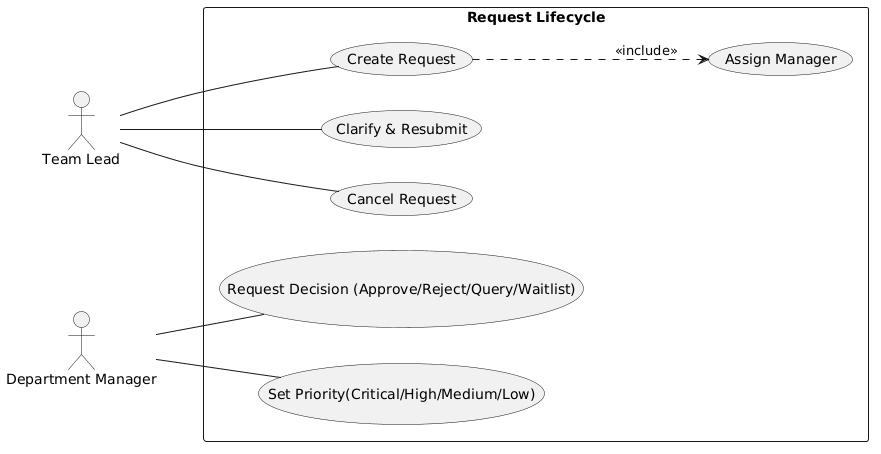 Request Lifecycle
Create Request
«include»
Assign Manager
Team Lead
Clarify & Resubmit
Cancel Request
Request Decision (Approve/Reject/Query/Waitlist)
Department Manager
Set Priority(Critical/High/Medium/Low)